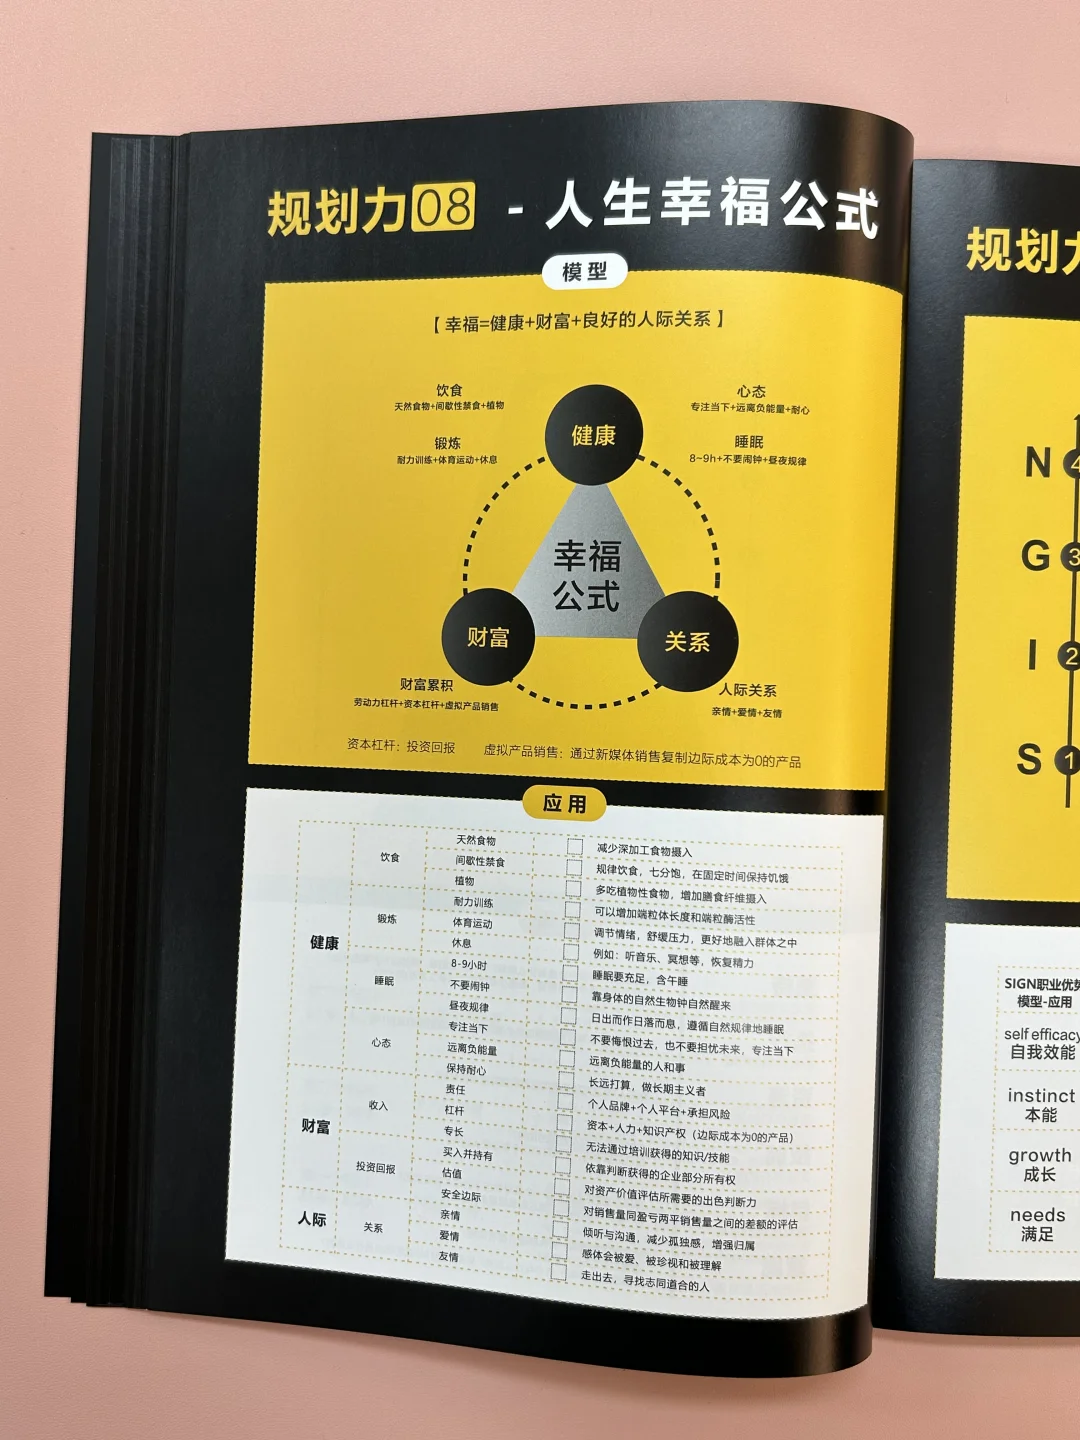 规划力08 - 人生幸福公式
模型
【 幸福=健康+财富+良好的人际关系 】
饮食
天然食物+间歇性禁食+植物
锻炼
耐力训练+体育运动+休息
心态
专注当下+远离负能量+耐心
睡眠
8~9h+不要闹钟+昼夜规律
健康
幸福
公式
财富
关系
财富累积
劳动力杠杆+资本杠杆+虚拟产品销售
人际关系
亲情+爱情+友情
资本杠杆：投资回报 虚拟产品销售：通过新媒体销售复制边际成本为0的产品
应用
健康
饮食
天然食物 减少深加工食物摄入
间歇性禁食 规律饮食，七分饱，在固定时间保持饥饿
植物 多吃植物性食物，增加膳食纤维摄入
锻炼
耐力训练 可以增加端粒体长度和端粒酶活性
体育运动 调节情绪，舒缓压力，更好地融入群体之中
休息 例如：听音乐、冥想等，恢复精力
睡眠
8-9小时 睡眠要充足，含午睡
不要闹钟 靠身体的自然生物钟自然醒来
昼夜规律 日出而作日落而息，遵循自然规律地睡眠
心态
专注当下 不要悔恨过去，也不要担忧未来，专注当下
远离负能量 远离负能量的人和事
保持耐心 长远打算，做长期主义者
财富
收入
责任 个人品牌+个人平台+承担风险
杠杆 资本+人力+知识产权（边际成本为0的产品）
专长 无法通过培训获得的知识/技能
投资回报
买入并持有 依靠判断获得的企业部分所有权
估值 对资产价值评估所需要的出色判断力
安全边际 对销售量同盈亏两平销售量之间的差额的评估
人际
关系
亲情 倾听与沟通，减少孤独感，增强归属
爱情 感体会被爱、被珍视和被理解
友情 走出去，寻找志同道合的人
规划力
N 4
G 3
I 2
S 1
SIGN职业优势
模型-应用
self efficacy
自我效能
instinct
本能
growth
成长
needs
满足